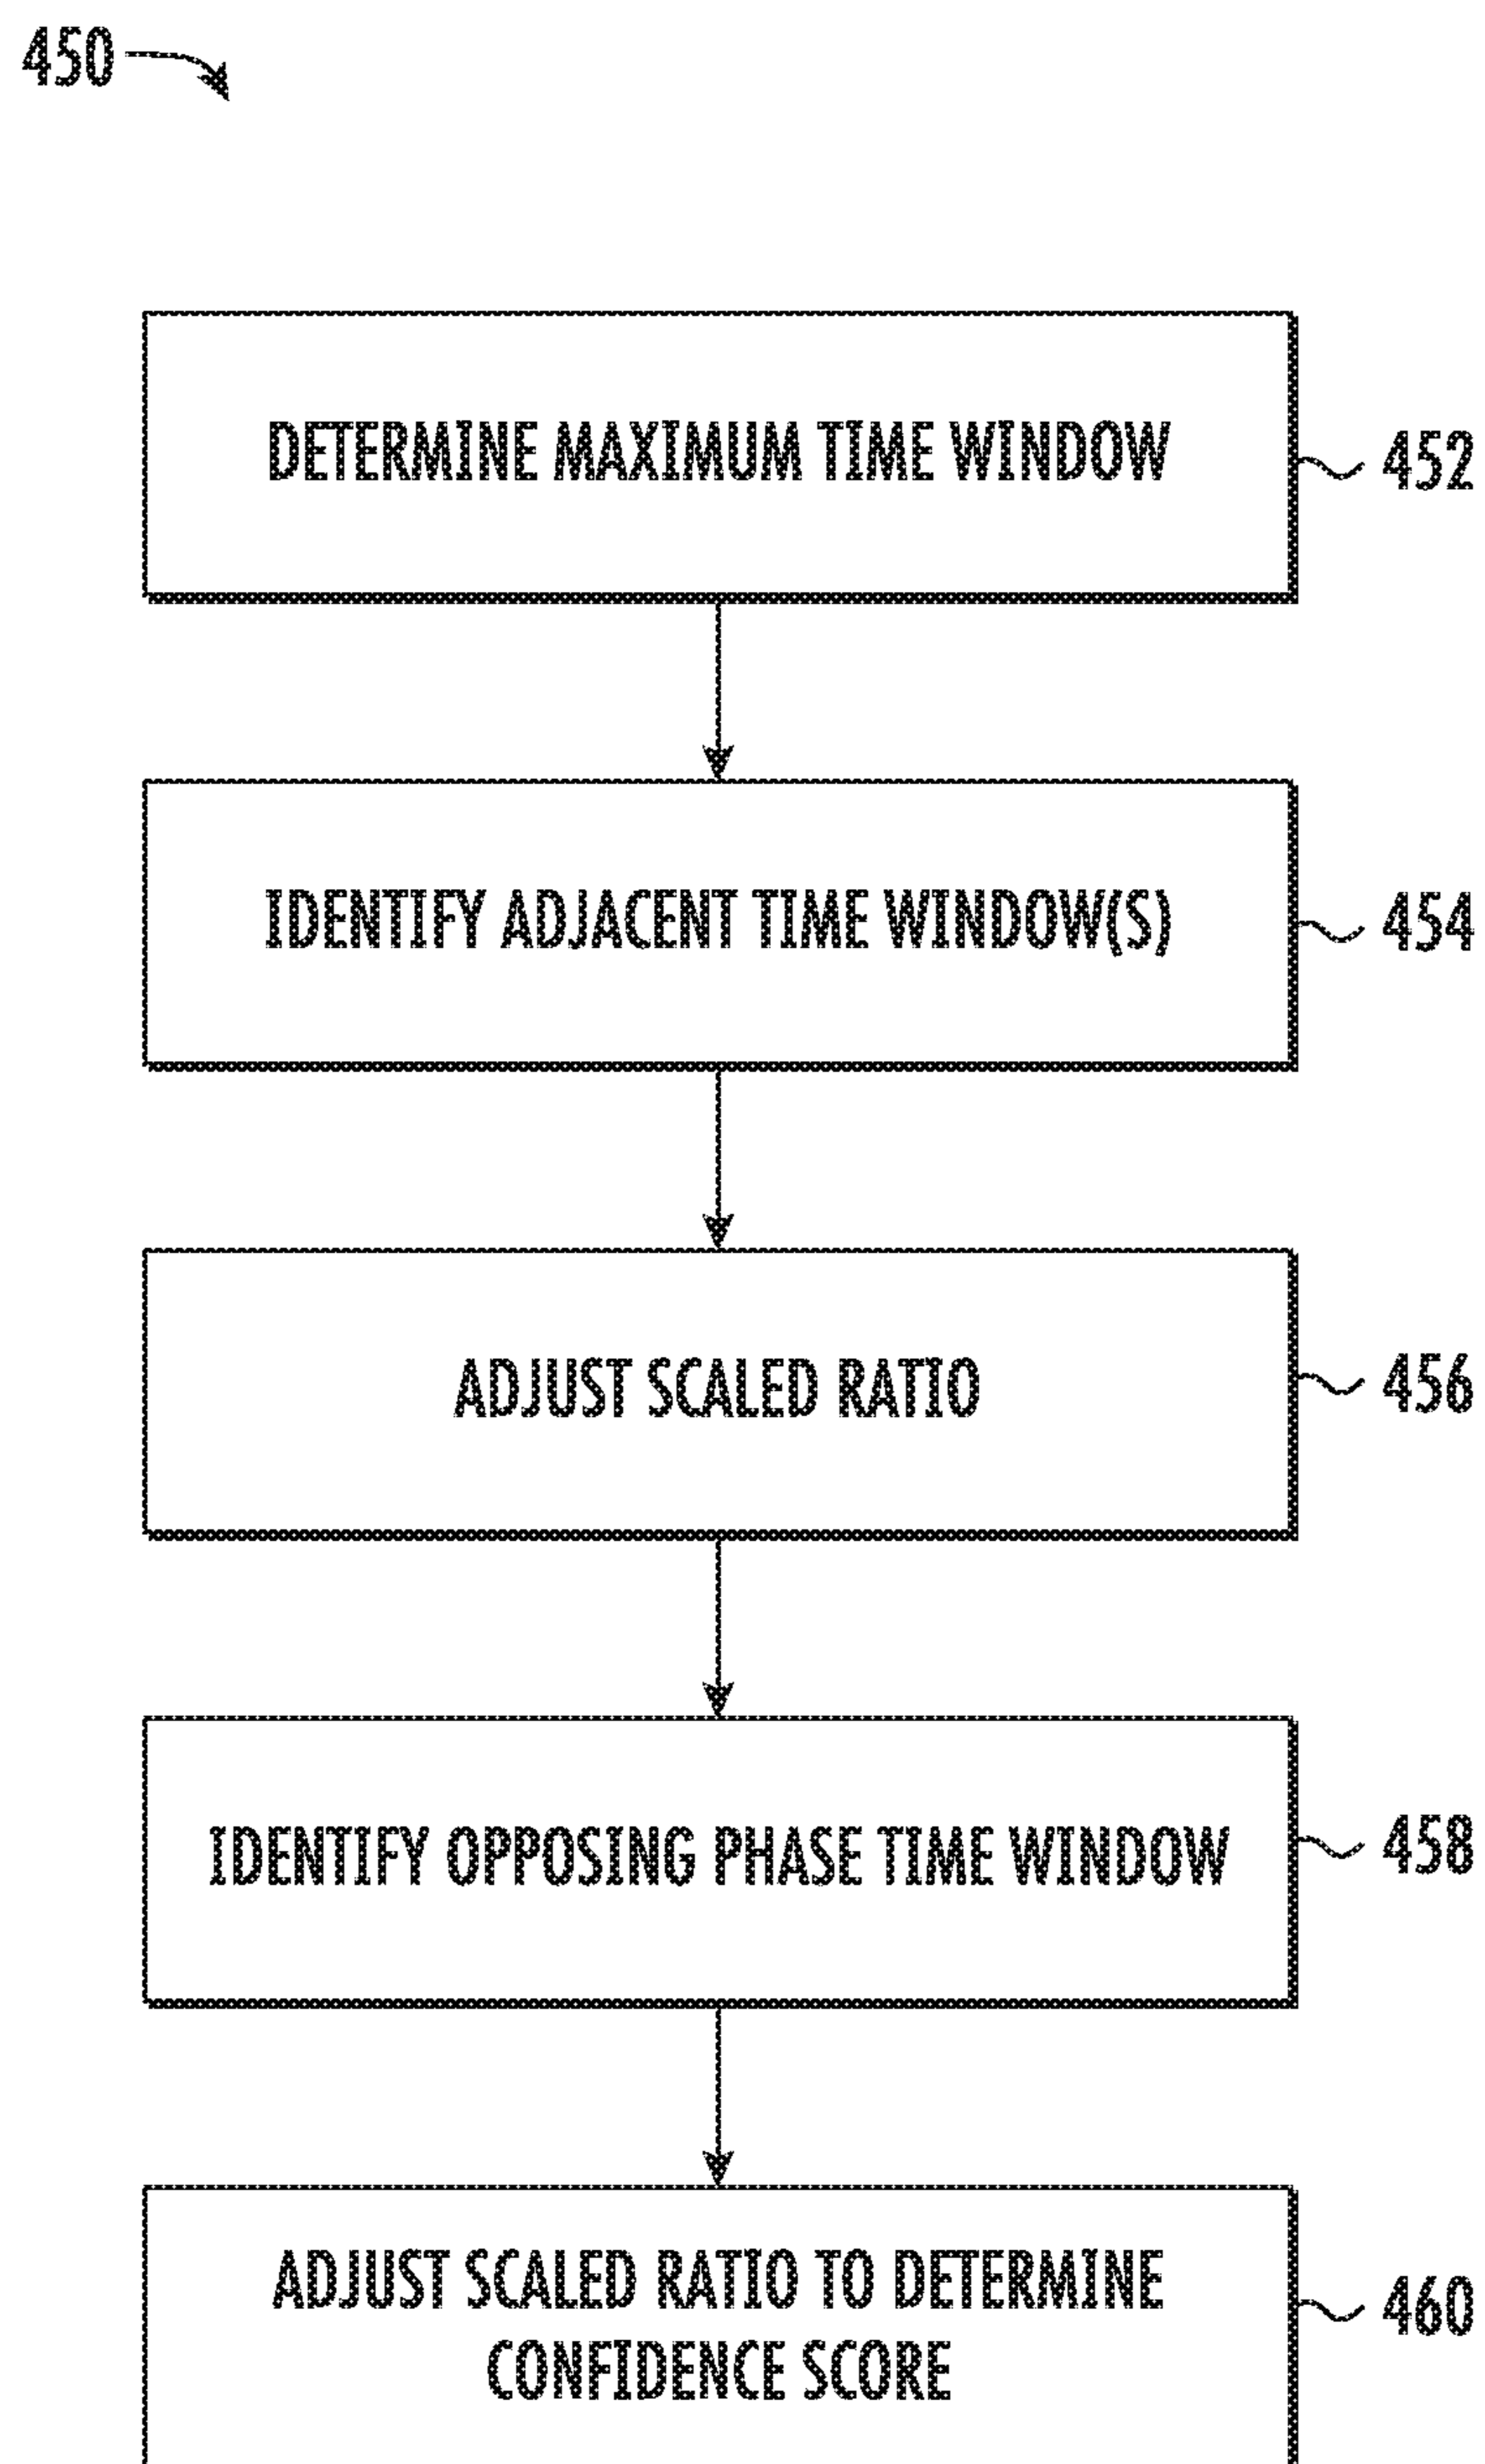 450
DETERMINE MAXIMUM TIME WINDOW
452
IDENTIFY ADJACENT TIME WINDOW(S)
454
ADJUST SCALED RATIO
456
IDENTIFY OPPOSING PHASE TIME WINDOW
458
ADJUST SCALED RATIO TO DETERMINE
CONFIDENCE SCORE
460